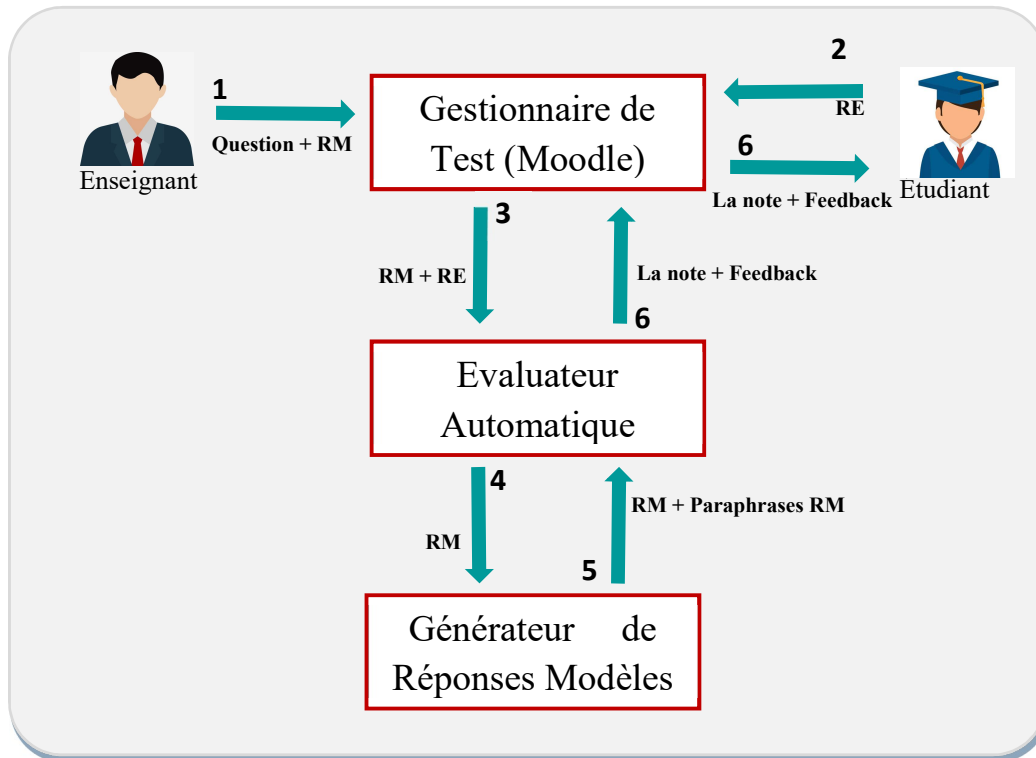 1
Question + RM
Enseignant
Gestionnaire de
Test (Moodle)
2
RE
6
La note + Feedback
Etudiant
3
RM + RE
La note + Feedback
6
Evaluateur
Automatique
4
RM
RM + Paraphrases RM
5
Générateur de
Réponses Modèles